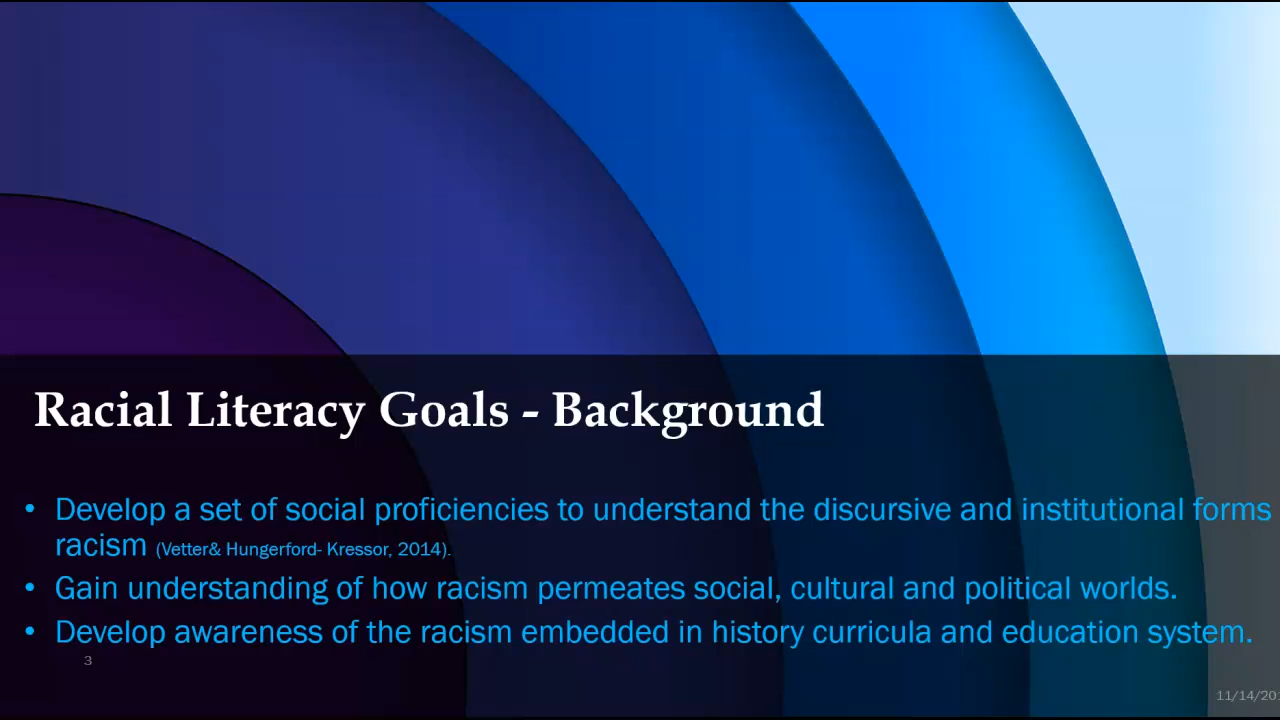 Racial Literacy Goals - Background
• Develop a set of social proficiencies to understand the discursive and institutional forms
racism (Vetter& Hungerford- Kressor, 2014).
• Gain understanding of how racism permeates social, cultural and political worlds.
• Develop awareness of the racism embedded in history curricula and education system.
3
11/14/20